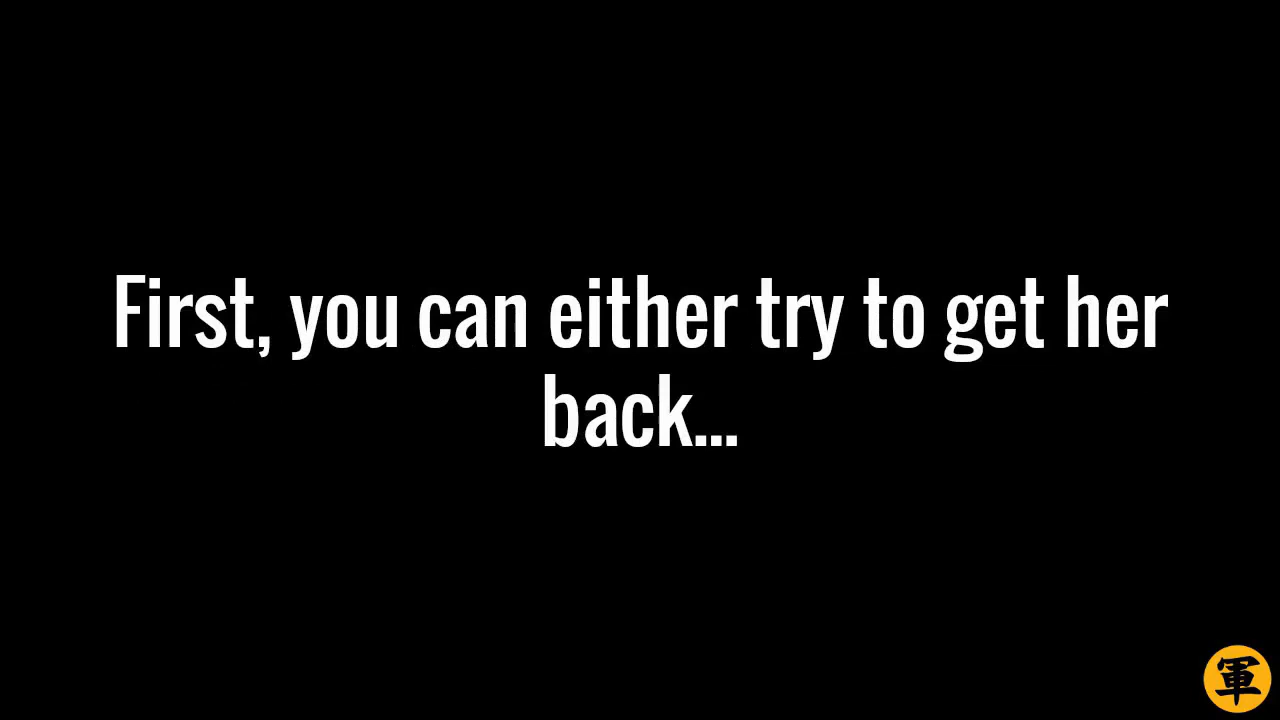 First, you can either try to get her
back...
軍